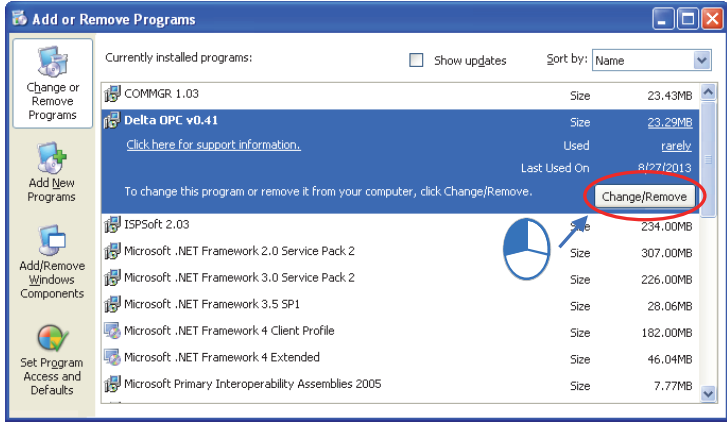 Add or Remove Programs
Change or
Remove
Programs
Add New
Programs
Add/Remove
Windows
Components
Set Program
Access and
Defaults
Currently installed programs:
Show updates
Sort by: Name
COMMGR 1.03 Size 23.43MB
Delta OPC v0.41 Size 23.29MB
Click here for support information. Used rarely
Last Used On 8/27/2013
To change this program or remove it from your computer, click Change/Remove. Change/Remove
ISPSoft 2.03 Size 234.00MB
Microsoft .NET Framework 2.0 Service Pack 2 Size 307.00MB
Microsoft .NET Framework 3.0 Service Pack 2 Size 226.00MB
Microsoft .NET Framework 3.5 SP1 Size 28.06MB
Microsoft .NET Framework 4 Client Profile Size 182.00MB
Microsoft .NET Framework 4 Extended Size 46.04MB
Microsoft Primary Interoperability Assemblies 2005 Size 7.77MB